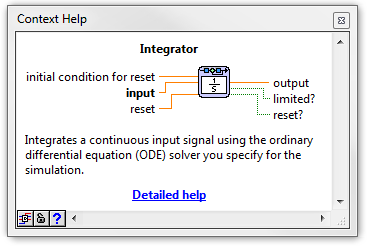 Context Help
Integrator
initial condition for reset
input
reset
1
S
output
limited?
reset?
Integrates a continuous input signal using the ordinary
differential equation (ODE) solver you specify for the
simulation.
Detailed help
?